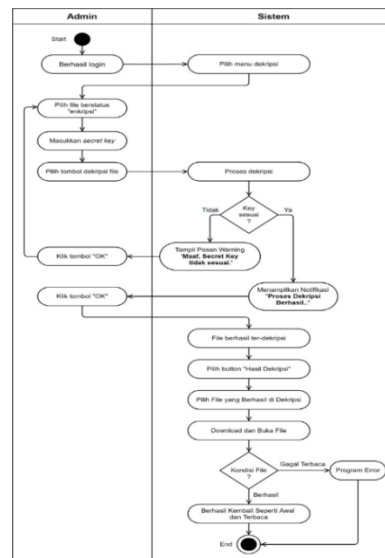 Admin
Sistem
Start
Berhasil login
Pilih menu dekripsi
Pilih file berstatus
"enkripsi"
Masukkan secret key
Pilih tombol dekripsi file
Proses dekripsi
Key
sesuai
?
Tidak
Ya
Tampil Pesan Warning
"Maaf, Secret Key
tidak sesuai."
Klik tombol "OK"
Menampilkan Notifikasi
"Proses Dekripsi
Berhasil.."
Klik tombol "OK"
File berhasil ter-dekripsi
Pilih button "Hasil Dekripsi"
Pilih File yang Berhasil di Dekripsi
Download dan Buka File
Kondisi File
?
Gagal Terbaca
Program Error
Berhasil
Berhasil Kembali Seperti Awal
dan Terbaca
End